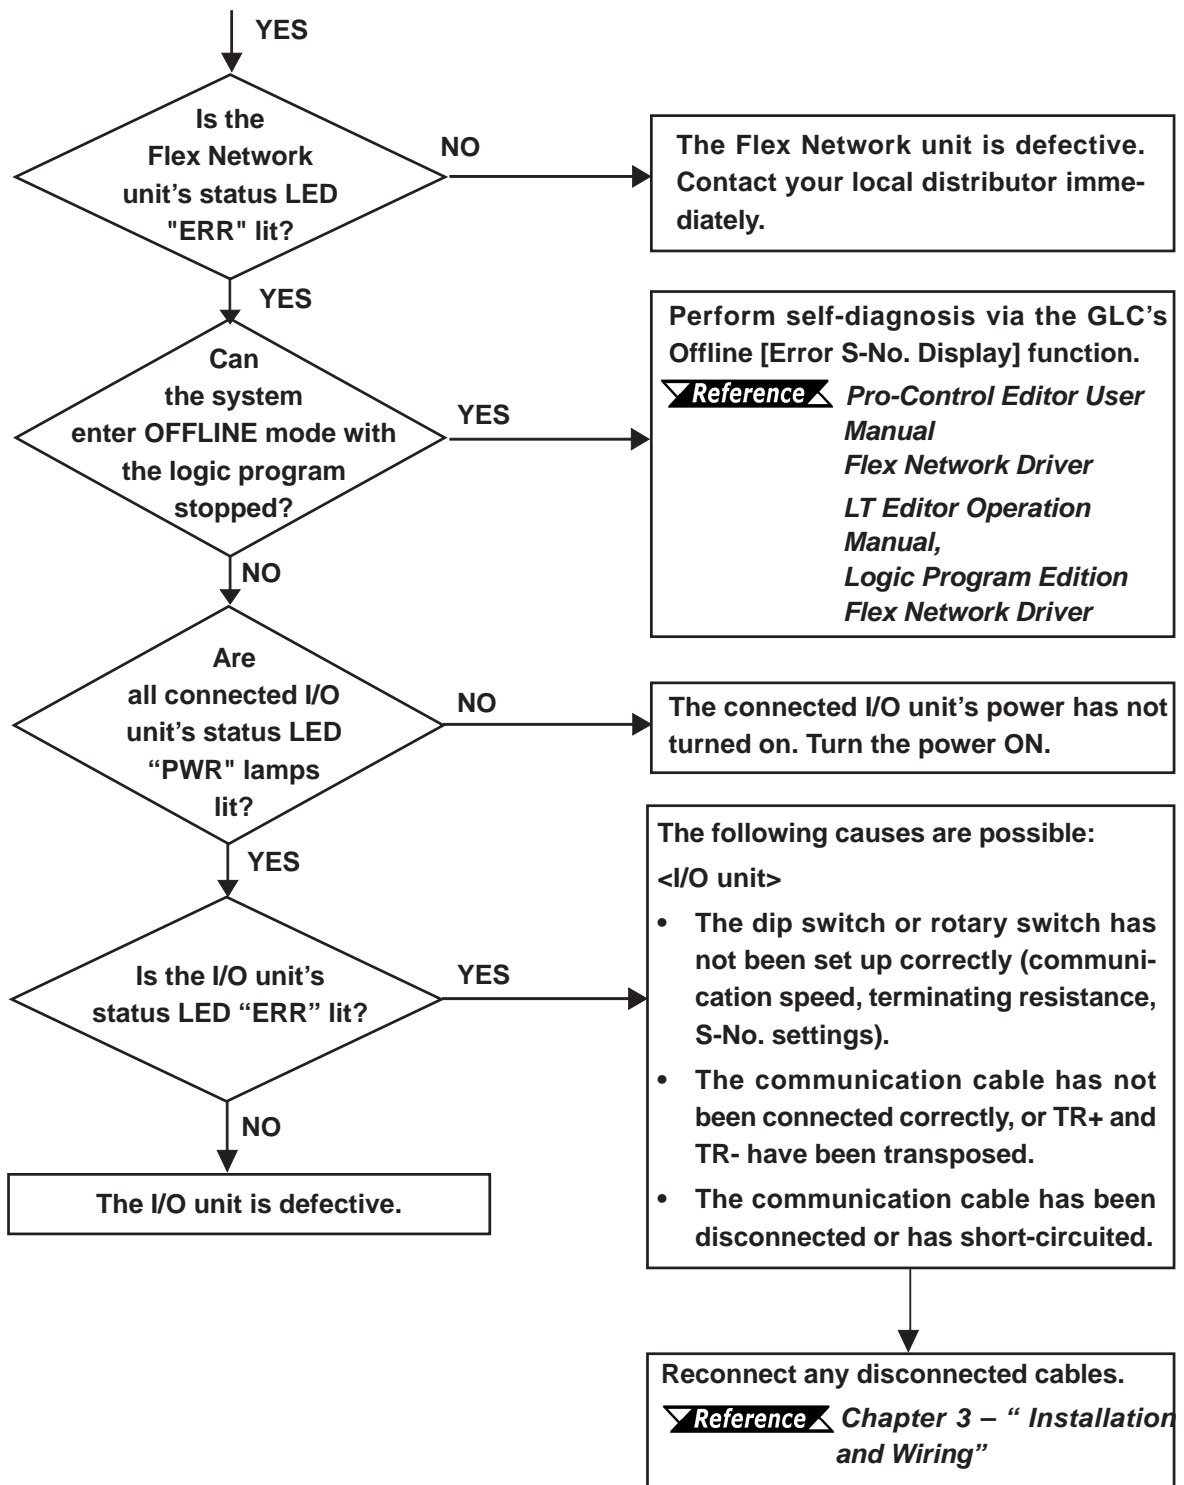 YES
Is the
Flex Network
unit's status LED
"ERR" lit?
NO
The Flex Network unit is defective.
Contact your local distributor imme-
diately.
YES
Can
the system
enter OFFLINE mode with
the logic program
stopped?
YES
Perform self-diagnosis via the GLC's
Offline [Error S-No. Display] function.
Reference Pro-Control Editor User
Manual
Flex Network Driver
LT Editor Operation
Manual,
Logic Program Edition
Flex Network Driver
NO
Are
all connected I/O
unit's status LED
“PWR" lamps
lit?
NO
The connected I/O unit's power has not
turned on. Turn the power ON.
YES
Is the I/O unit's
status LED “ERR” lit?
YES
The following causes are possible:
<I/O unit>
• The dip switch or rotary switch has
not been set up correctly (communi-
cation speed, terminating resistance,
S-No. settings).
• The communication cable has not
been connected correctly, or TR+ and
TR- have been transposed.
• The communication cable has been
disconnected or has short-circuited.
NO
The I/O unit is defective.
Reconnect any disconnected cables.
Reference Chapter 3 – “ Installation
and Wiring”